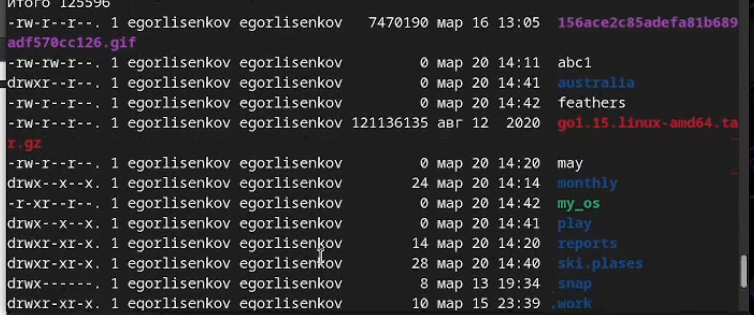 итого 125596
-rw-r--r--. 1 egorlisenkov egorlisenkov 7470190 мар 16 13:05 156ace2c85adefa81b689
adf570cc126.gif
-rw-rw-r--. 1 egorlisenkov egorlisenkov 0 мар 20 14:11 abc1
drwxr--r--. 1 egorlisenkov egorlisenkov 0 мар 20 14:41 australia
-rw-r--r--. 1 egorlisenkov egorlisenkov 0 мар 20 14:42 feathers
-rw-r--r--. 1 egorlisenkov egorlisenkov 121136135 авг 12 2020 go1.15.linux-amd64.ta
r.gz
-rw-r--r--. 1 egorlisenkov egorlisenkov 0 мар 20 14:20 may
drwx--x--x. 1 egorlisenkov egorlisenkov 24 мар 20 14:14 monthly
-r-xr--r--. 1 egorlisenkov egorlisenkov 0 мар 20 14:42 my_os
drwx--x--x. 1 egorlisenkov egorlisenkov 0 мар 20 14:41 play
drwxr-xr-x. 1 egorlisenkov egorlisenkov 14 мар 20 14:20 reports
drwxr-xr-x. 1 egorlisenkov egorlisenkov 28 мар 20 14:40 ski.plases
drwx------. 1 egorlisenkov egorlisenkov 8 мар 13 19:34 snap
drwxr-xr-x. 1 egorlisenkov egorlisenkov 10 мар 15 23:39 work